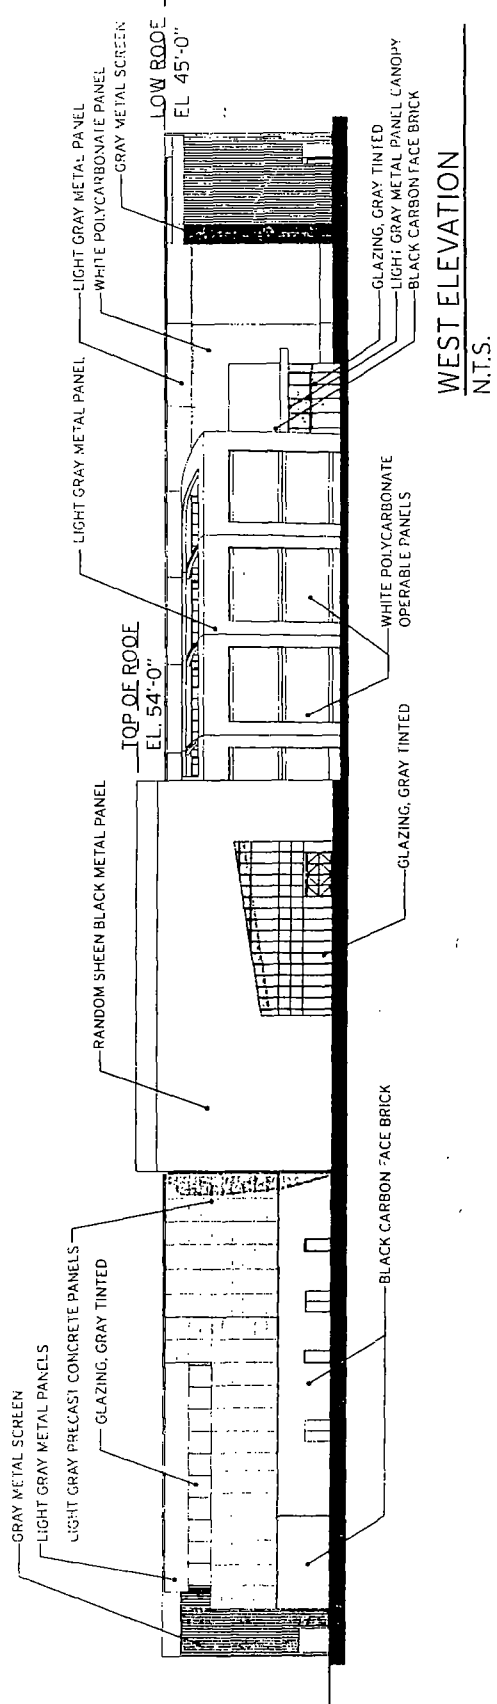 GRAY METAL SCREEN
LIGHT GRAY METAL PANELS
LIGHT GRAY PRECAST CONCRETE PANELS
GLAZING, GRAY TINTED
RANDOM SHEEN BLACK METAL PANEL
TOP OF ROOF
EL. 54'-0"
LIGHT GRAY METAL PANEL
LIGHT GRAY METAL PANEL
WHITE POLYCARBONATE PANEL
GRAY METAL SCREEN
LOW ROOF
EL 45'-0"
BLACK CARBON FACE BRICK
GLAZING, GRAY TINTED
WHITE POLYCARBONATE
OPERABLE PANELS
GLAZING, GRAY TINTED
LIGHT GRAY METAL PANEL CANOPY
BLACK CARBON FACE BRICK
WEST ELEVATION
N.T.S.